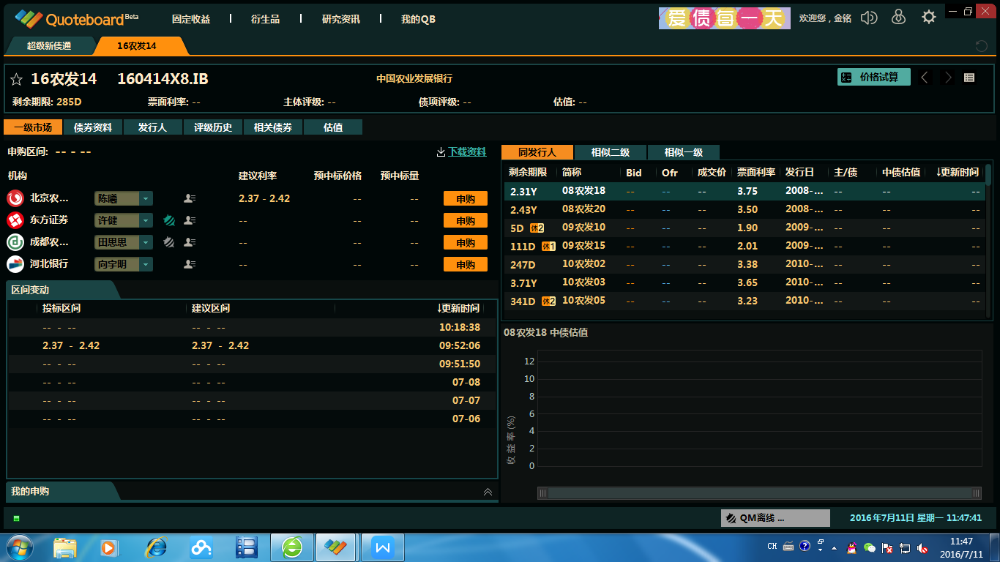 Quoteboard Beta 固定收益 衍生品 研究资讯 我的QB 爱债每一天 欢迎您，金铭
超级新债通 16农发14
16农发14 160414X8.IB 中国农业发展银行 价格试算
剩余期限: 285D 票面利率: -- 主体评级: -- 债项评级: -- 估值: --
一级市场 债券资料 发行人 评级历史 相关债券 估值
申购区间: -- - -- 下载资料
机构 建议利率 预中标价格 预中标量
北京农... 陈曦 2.37 - 2.42 -- -- 申购
东方证券 许健 -- -- -- 申购
成都农... 田思思 -- -- -- 申购
河北银行 向宇明 -- -- -- 申购
区间变动
投标区间 建议区间 ↓更新时间
-- - -- -- - -- 10:18:38
2.37 - 2.42 2.37 - 2.42 09:52:06
-- - -- -- - -- 09:51:50
-- - -- -- - -- 07-08
-- - -- -- - -- 07-07
-- - -- -- - -- 07-06
我的申购
同发行人 相似二级 相似一级
剩余期限 简称 Bid Ofr 成交价 票面利率 发行日 主/债 中债估值 ↓更新时间
2.31Y 08农发18 -- -- -- 3.75 2008-... -- -- --
2.43Y 08农发20 -- -- -- 3.50 2008-... -- -- --
5D 休2 09农发10 -- -- -- 1.90 2009-... -- -- --
111D 休1 09农发15 -- -- -- 2.01 2009-... -- -- --
247D 10农发02 -- -- -- 3.38 2010-... -- -- --
3.71Y 10农发03 -- -- -- 3.65 2010-... -- -- --
341D 休2 10农发05 -- -- -- 3.23 2010-... -- -- --
08农发18 中债估值
收益率(%)
12
10
8
6
4
2
0
QM离线 ... 2016年7月11日 星期一 11:47:41
CH 11:47
2016/7/11